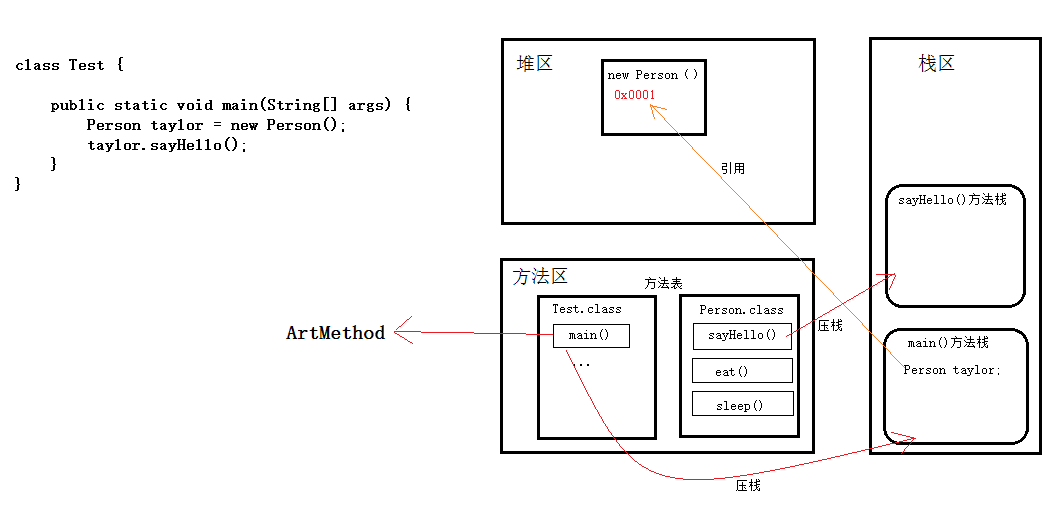 class Test {
public static void main(String[] args) {
Person taylor = new Person();
taylor.sayHello();
}
}
堆区
new Person ()
0x0001
引用
栈区
sayHello()方法栈
main()方法栈
Person taylor;
方法区
方法表
Test.class
main()
...
Person.class
sayHello()
eat()
sleep()
压栈
压栈
ArtMethod